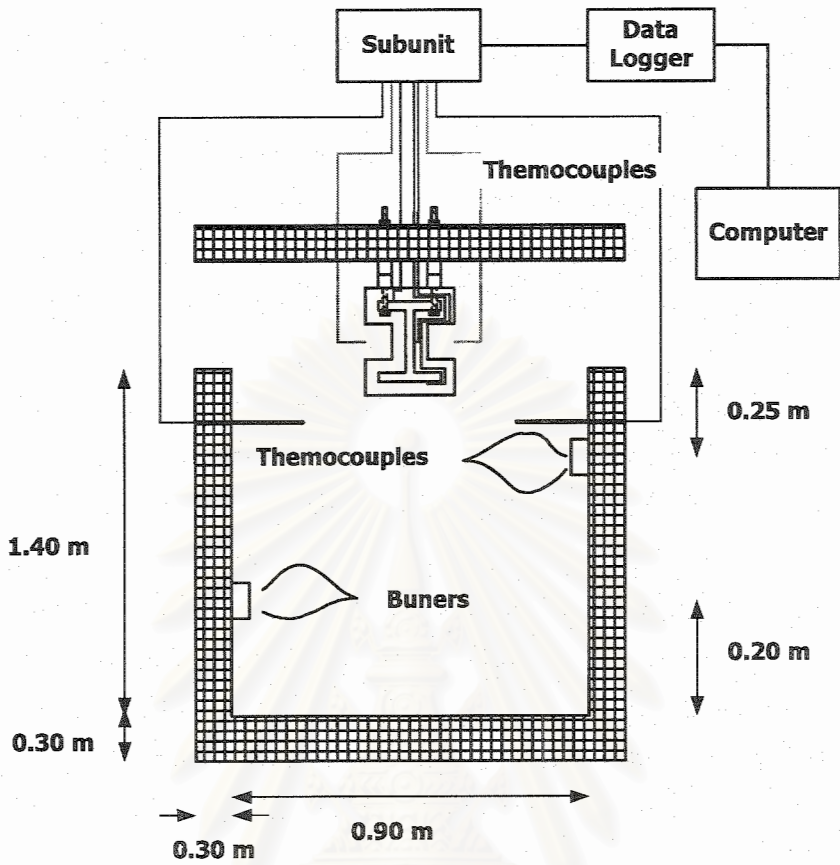 Subunit
Data
Logger
Themocouples
Computer
0.25 m
Themocouples
1.40 m
Buners
0.20 m
0.30 m
0.90 m
0.30 m